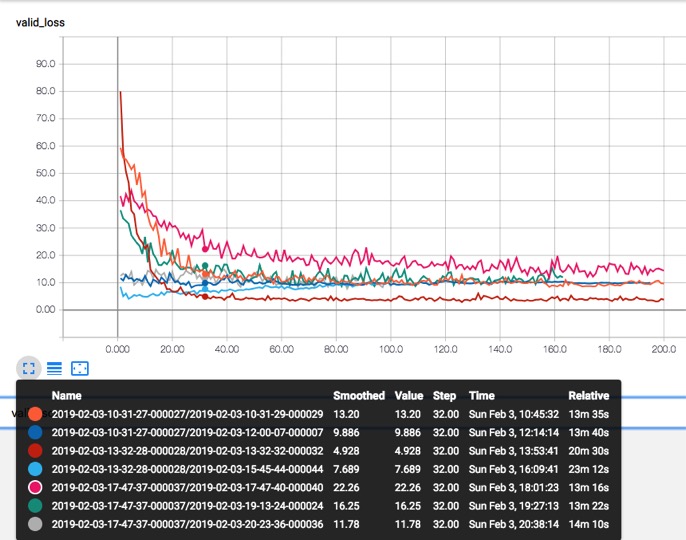 valid_loss
90.0
80.0
70.0
60.0
50.0
40.0
30.0
20.0
10.0
0.00
0.000 20.00 40.00 60.00 80.00 100.0 120.0 140.0 160.0 180.0 200.0
Name Smoothed Value Step Time Relative
2019-02-03-10-31-27-000027/2019-02-03-10-31-29-000029 13.20 13.20 32.00 Sun Feb 3, 10:45:32 13m 35s
2019-02-03-10-31-27-000027/2019-02-03-12-00-07-000007 9.886 9.886 32.00 Sun Feb 3, 12:14:14 13m 40s
2019-02-03-13-32-28-000028/2019-02-03-13-32-32-000032 4.928 4.928 32.00 Sun Feb 3, 13:53:41 20m 30s
2019-02-03-13-32-28-000028/2019-02-03-15-45-44-000044 7.689 7.689 32.00 Sun Feb 3, 16:09:41 23m 12s
2019-02-03-17-47-37-000037/2019-02-03-17-47-40-000040 22.26 22.26 32.00 Sun Feb 3, 18:01:23 13m 16s
2019-02-03-17-47-37-000037/2019-02-03-19-13-24-000024 16.25 16.25 32.00 Sun Feb 3, 19:27:13 13m 22s
2019-02-03-17-47-37-000037/2019-02-03-20-23-36-000036 11.78 11.78 32.00 Sun Feb 3, 20:38:14 14m 10s